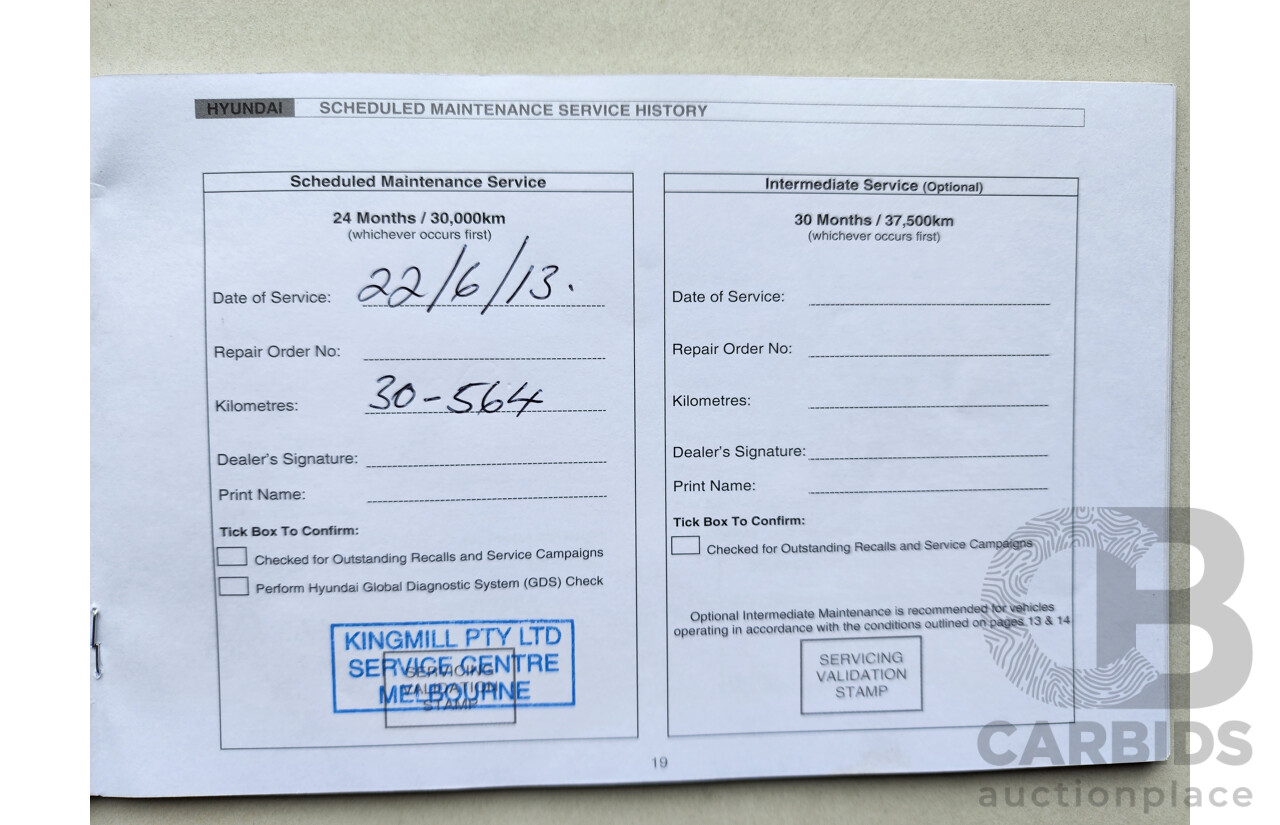 HYUNDAI SCHEDULED MAINTENANCE SERVICE HISTORY
Scheduled Maintenance Service
24 Months / 30,000km
(whichever occurs first)
Date of Service: 22/6/13.
Repair Order No:
Kilometres: 30-564
Dealer's Signature:
Print Name:
Tick Box To Confirm:
Checked for Outstanding Recalls and Service Campaigns
Perform Hyundai Global Diagnostic System (GDS) Check
KINGMILL PTY LTD
SERVICE CENTRE
MELBOURNE
SERVICING
VALIDATION
STAMP
Intermediate Service (Optional)
30 Months / 37,500km
(whichever occurs first)
Date of Service:
Repair Order No:
Kilometres:
Dealer's Signature:
Print Name:
Tick Box To Confirm:
Checked for Outstanding Recalls and Service Campaigns
Optional Intermediate Maintenance is recommended for vehicles
operating in accordance with the conditions outlined on pages 13 & 14
SERVICING
VALIDATION
STAMP
19
CB
CARBIDS
auctionplace